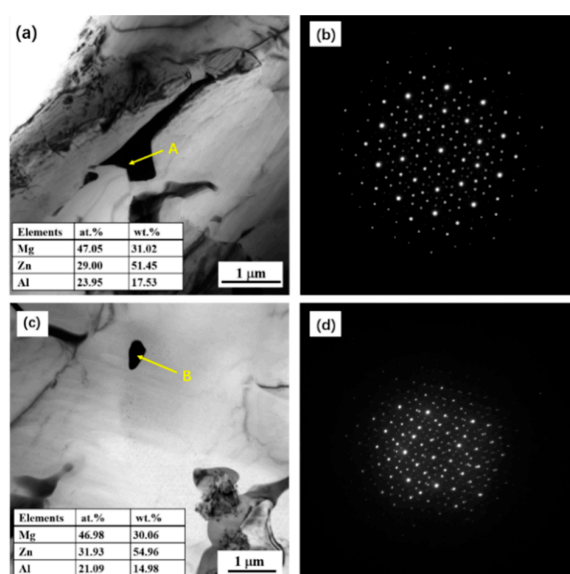 (a)
A
Elements at.% wt.%
Mg 47.05 31.02
Zn 29.00 51.45
Al 23.95 17.53
1 μm
(b)
(c)
B
Elements at.% wt.%
Mg 46.98 30.06
Zn 31.93 54.96
Al 21.09 14.98
1 μm
(d)